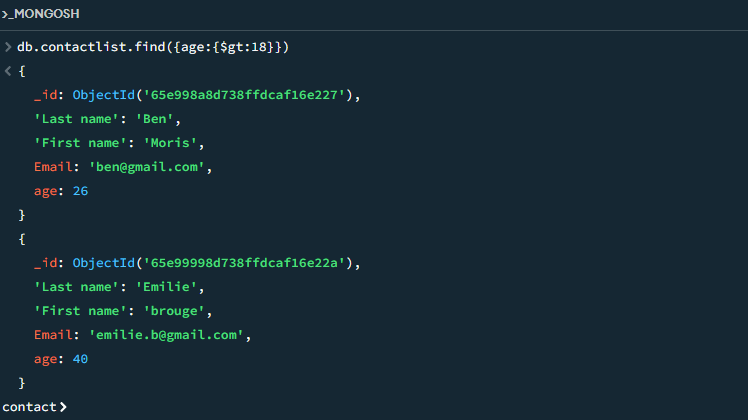 >_MONGOSH
> db.contactlist.find({age:{$gt:18}})
< {
_id: ObjectId('65e998a8d738ffdcaf16e227'),
'Last name': 'Ben',
'First name': 'Moris',
Email: 'ben@gmail.com',
age: 26
}
{
_id: ObjectId('65e99998d738ffdcaf16e22a'),
'Last name': 'Emilie',
'First name': 'brouge',
Email: 'emilie.b@gmail.com',
age: 40
}
contact>